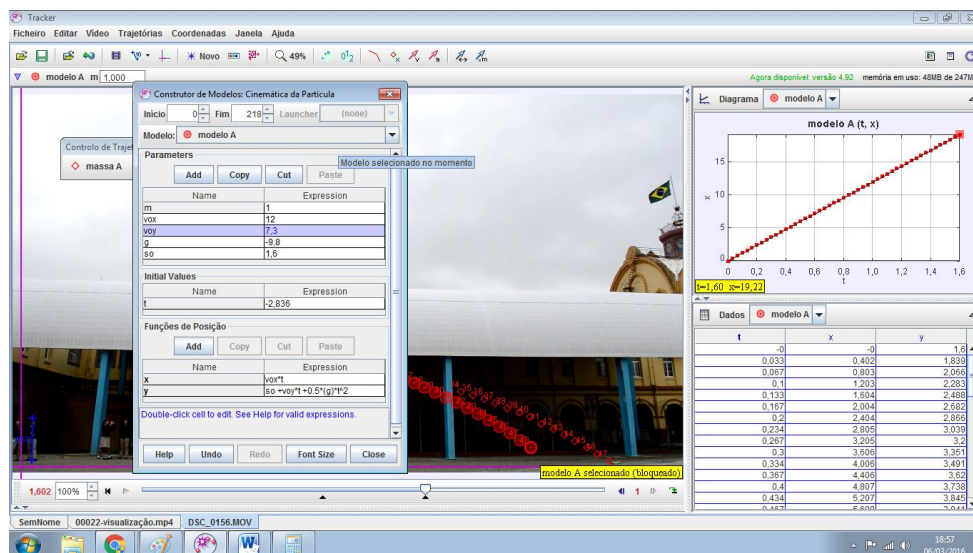 Tracker
Ficheiro Editar Vídeo Trajetórias Coordenadas Janela Ajuda
Novo 49%
modelo A m 1,000
Agora disponível: versão 4.92 memória em uso: 48MB de 247M
Controlo de Trajet
massa A
Construtor de Modelos: Cinemática da Partícula
Início 0 Fim 218 Launcher (none)
Modelo: modelo A
Modelo selecionado no momento
Parameters
Add Copy Cut Paste
Name Expression
m 1
vox 12
voy 7,3
g -9,8
so 1,6
Initial Values
Name Expression
t -2,836
Funções de Posição
Add Copy Cut Paste
Name Expression
x vox*t
y so +voy*t +0.5*(g)*t^2
Double-click cell to edit. See Help for valid expressions.
Help Undo Redo Font Size Close
modelo A selecionado (bloqueado)
Diagrama modelo A
modelo A (t, x)
x
15
10
5
0
0 0,2 0,4 0,6 0,8 1,0 1,2 1,4 1,6
t
t=1,60 x=19,22
Dados modelo A
t x y
-0 -0 1,6
0,033 0,402 1,839
0,067 0,803 2,066
0,1 1,203 2,283
0,133 1,604 2,488
0,167 2,004 2,682
0,2 2,404 2,866
0,234 2,805 3,039
0,267 3,205 3,2
0,3 3,606 3,351
0,334 4,006 3,491
0,367 4,406 3,62
0,4 4,807 3,738
0,434 5,207 3,845
1,602 100% 1
SemNome 00022-visualização.mp4 DSC_0156.MOV
18:57
06/03/2016